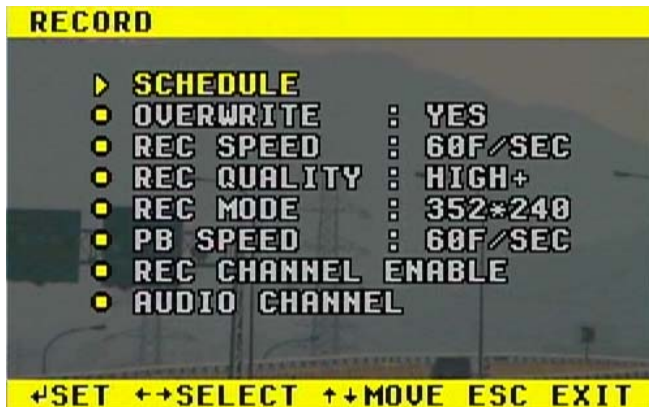 RECORD
SCHEDULE
OVERWRITE : YES
REC SPEED : 60F/SEC
REC QUALITY : HIGH+
REC MODE : 352*240
PB SPEED : 60F/SEC
REC CHANNEL ENABLE
AUDIO CHANNEL
↵SET ←→SELECT ↑↓MOVE ESC EXIT